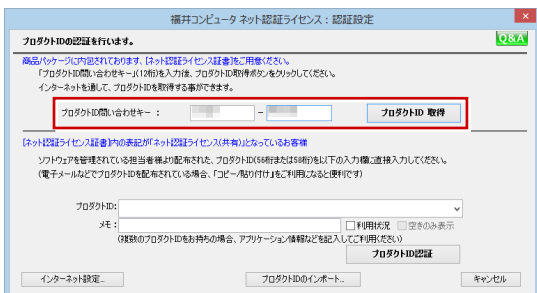 福井コンピュータ ネット認証ライセンス：認証設定
×
プロダクトIDの認証を行います。
Q&A
商品パッケージに内包されております、[ネット認証ライセンス証書]をご用意ください。
「プロダクトID問い合わせキー」(12桁)を入力後、プロダクトID取得ボタンをクリックしてください。
インターネットを通して、プロダクトIDを取得する事ができます。
プロダクトID問い合わせキー： － プロダクトID 取得
[ネット認証ライセンス証書]内の表記が「ネット認証ライセンス(共有)」となっているお客様
ソフトウェアを管理されている担当者様より配布された、プロダクトID(56桁または58桁)を以下の入力欄に直接入力してください。
(電子メールなどでプロダクトIDを配布されている場合、「コピー/貼り付け」をご利用になると便利です)
プロダクトID：
メモ： 利用状況 空きのみ表示
(複数のプロダクトIDをお持ちの場合、アプリケーション情報などを記入してご利用ください)
プロダクトID認証
インターネット設定... プロダクトIDのインポート... キャンセル